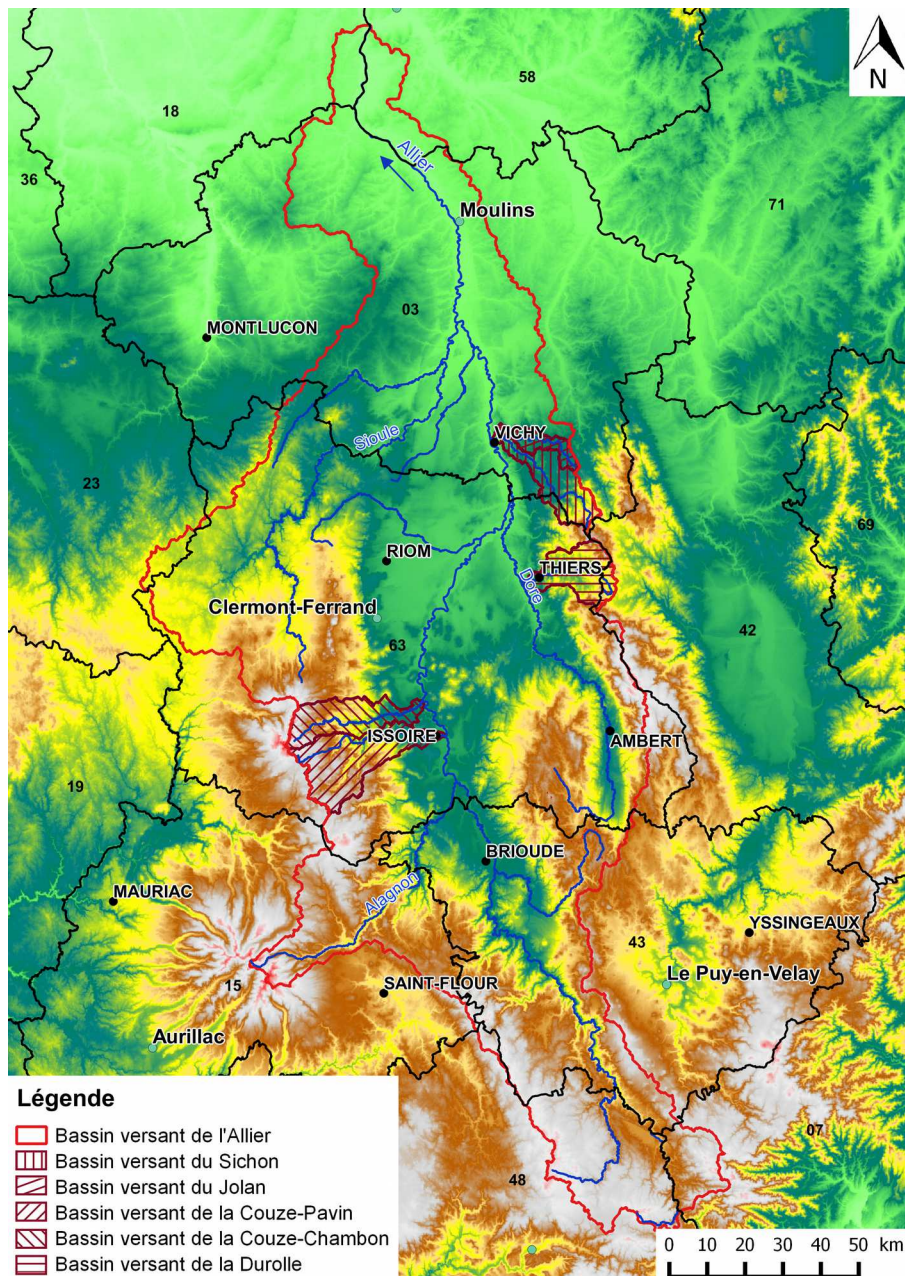 N
58
18
36
Allier
71
Moulins
03
MONTLUCON
VICHY
Sioule
23
69
RIOM
THIERS
Dore
Clermont-Ferrand
42
63
ISSOIRE
AMBERT
19
BRIOUDE
MAURIAC
Alagnon
YSSINGEAUX
43
Le Puy-en-Velay
15
SAINT-FLOUR
Aurillac
07
48
Légende
Bassin versant de l'Allier
Bassin versant du Sichon
Bassin versant du Jolan
Bassin versant de la Couze-Pavin
Bassin versant de la Couze-Chambon
Bassin versant de la Durolle
0 10 20 30 40 50 km